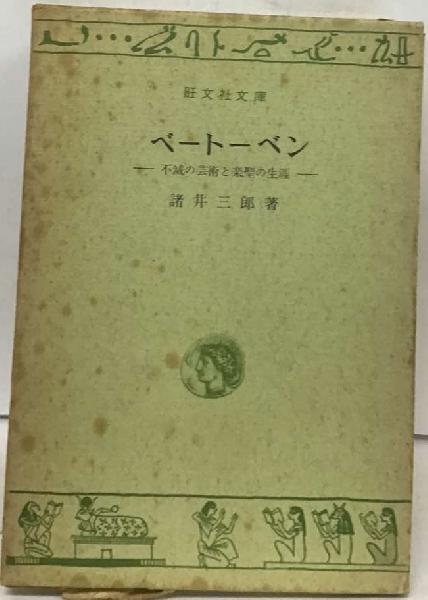 旺文社文庫
ベートーベン
― 不滅の芸術と楽聖の生涯 ―
諸井三郎著